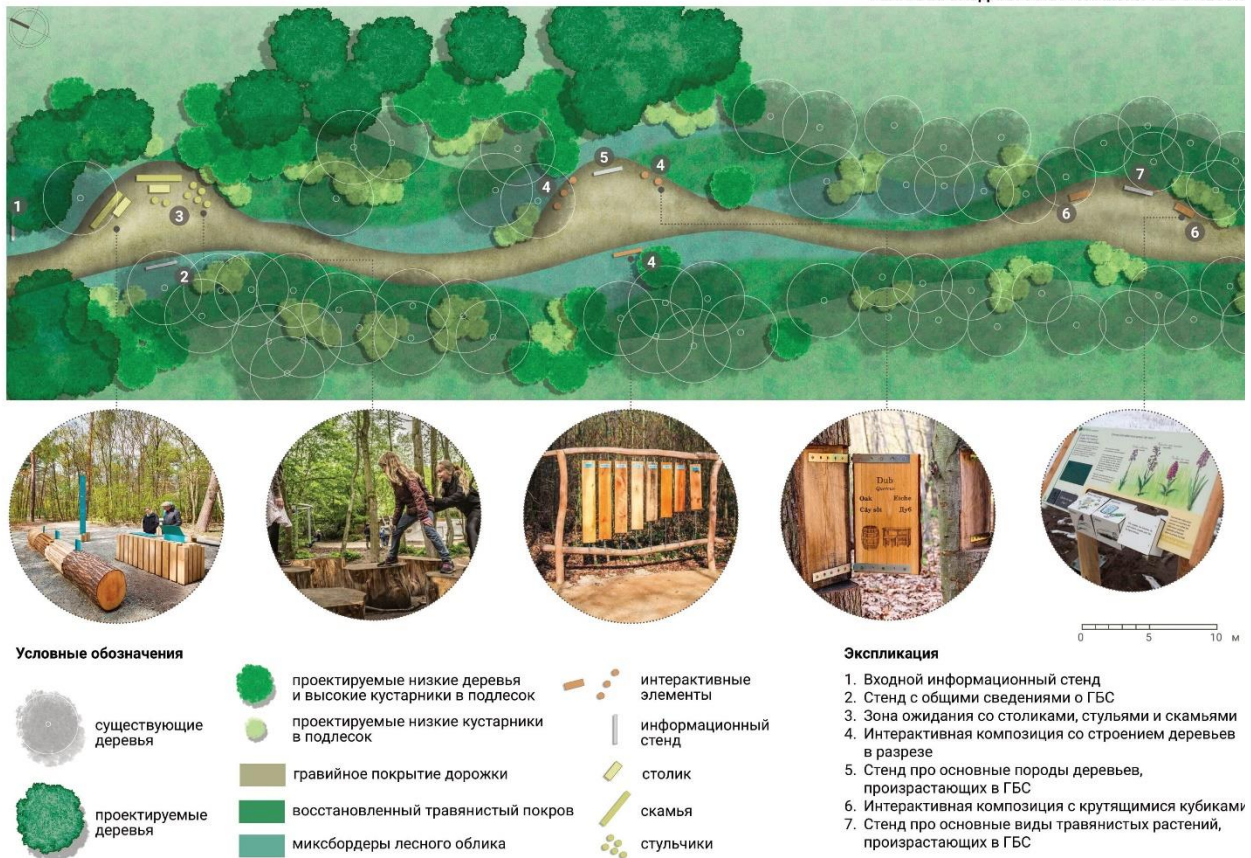 1
2
3
4
5
4
4
6
7
6
Dub
Quercus
Oak Eiche
Cây sồi Дуб
0 5 10 м
Условные обозначения
существующие
деревья
проектируемые
деревья
проектируемые низкие деревья
и высокие кустарники в подлесок
проектируемые низкие кустарники
в подлесок
гравийное покрытие дорожки
восстановленный травянистый покров
миксбордеры лесного облика
интерактивные
элементы
информационный
стенд
столик
скамья
стульчики
Экспликация
1. Входной информационный стенд
2. Стенд с общими сведениями о ГБС
3. Зона ожидания со столиками, стульями и скамьями
4. Интерактивная композиция со строением деревьев
в разрезе
5. Стенд про основные породы деревьев,
произрастающих в ГБС
6. Интерактивная композиция с крутящимися кубиками
7. Стенд про основные виды травянистых растений,
произрастающих в ГБС